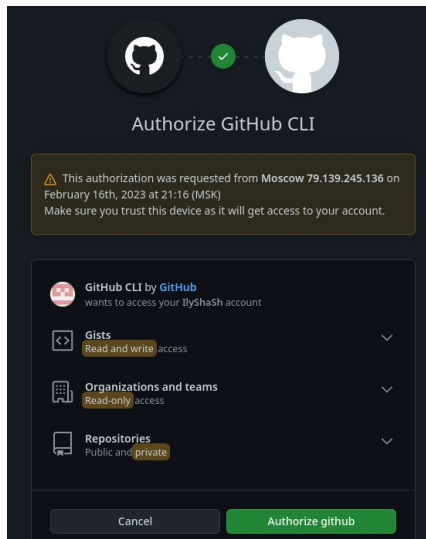 Authorize GitHub CLI
This authorization was requested from Moscow 79.139.245.136 on
February 16th, 2023 at 21:16 (MSK)
Make sure you trust this device as it will get access to your account.
GitHub CLI by GitHub
wants to access your IlyShaSh account
Gists
Read and write access
Organizations and teams
Read-only access
Repositories
Public and private
Cancel
Authorize github